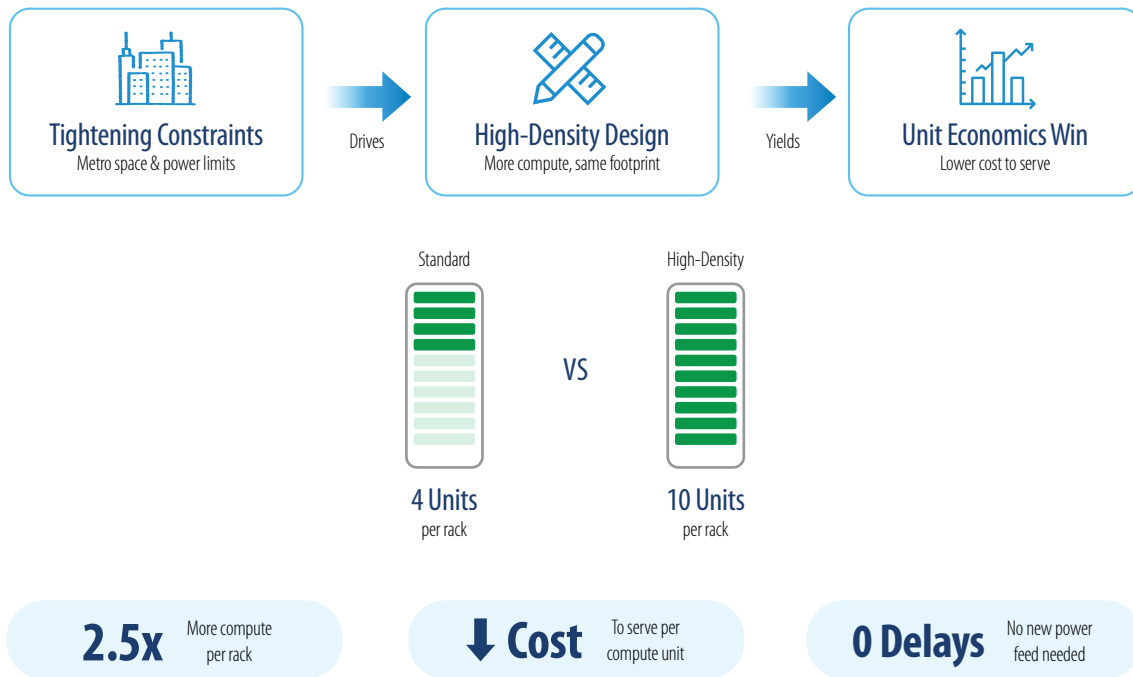 Tightening Constraints
Metro space & power limits
Drives
High-Density Design
More compute, same footprint
Yields
Unit Economics Win
Lower cost to serve
Standard
High-Density
VS
4 Units
per rack
10 Units
per rack
2.5x
More compute
per rack
Cost
To serve per
compute unit
0 Delays
No new power
feed needed